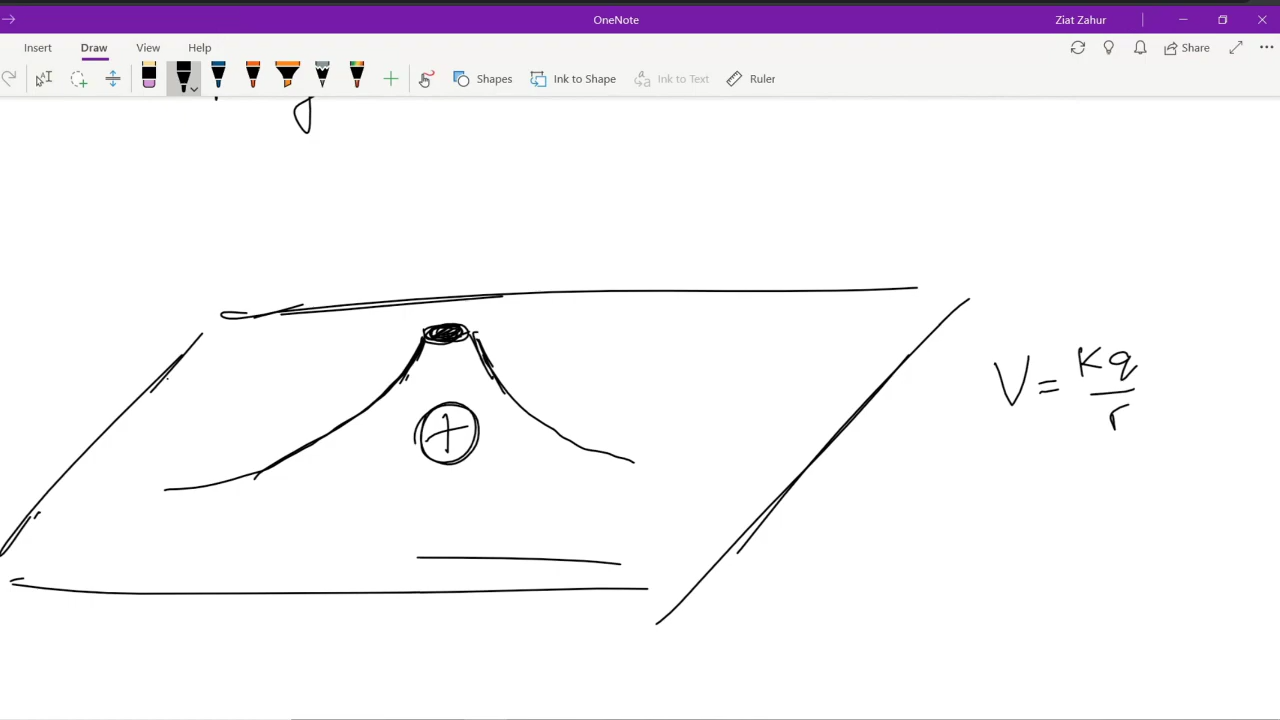 OneNote
Ziat Zahur
Insert Draw View Help
Share
Shapes Ink to Shape Ink to Text Ruler
g
+
V = Kq/r